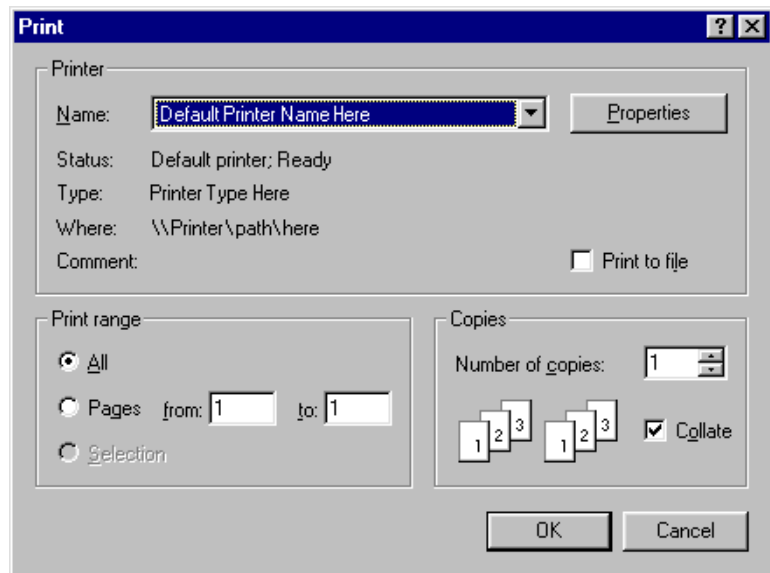 Print
Printer
Name: Default Printer Name Here Properties
Status: Default printer; Ready
Type: Printer Type Here
Where: \\Printer\path\here
Comment: Print to file
Print range
All
Pages from: 1 to: 1
Selection
Copies
Number of copies: 1
1 2 3 1 2 3 Collate
OK Cancel